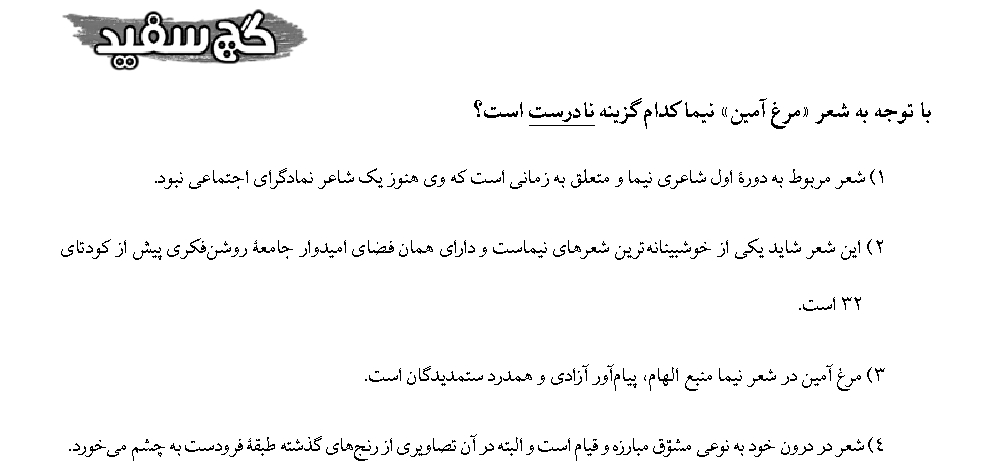 گچ سفید
با توجه به شعر «مرغ آمین» نیما کدام گزینه نادرست است؟
۱) شعر مربوط به دورهٔ اول شاعری نیما و متعلق به زمانی است که وی هنوز یک شاعر نمادگرای اجتماعی نبود.
۲) این شعر شاید یکی از خوشبینانه‌ترین شعرهای نیماست و دارای همان فضای امیدوار جامعهٔ روشن‌فکری پیش از کودتای
۳۲ است.
۳) مرغ آمین در شعر نیما منبع الهام، پیام‌آور آزادی و همدرد ستمدیدگان است.
۴) شعر در درون خود به نوعی مشوّق مبارزه و قیام است و البته در آن تصاویری از رنج‌های گذشته طبقهٔ فرودست به چشم می‌خورد.